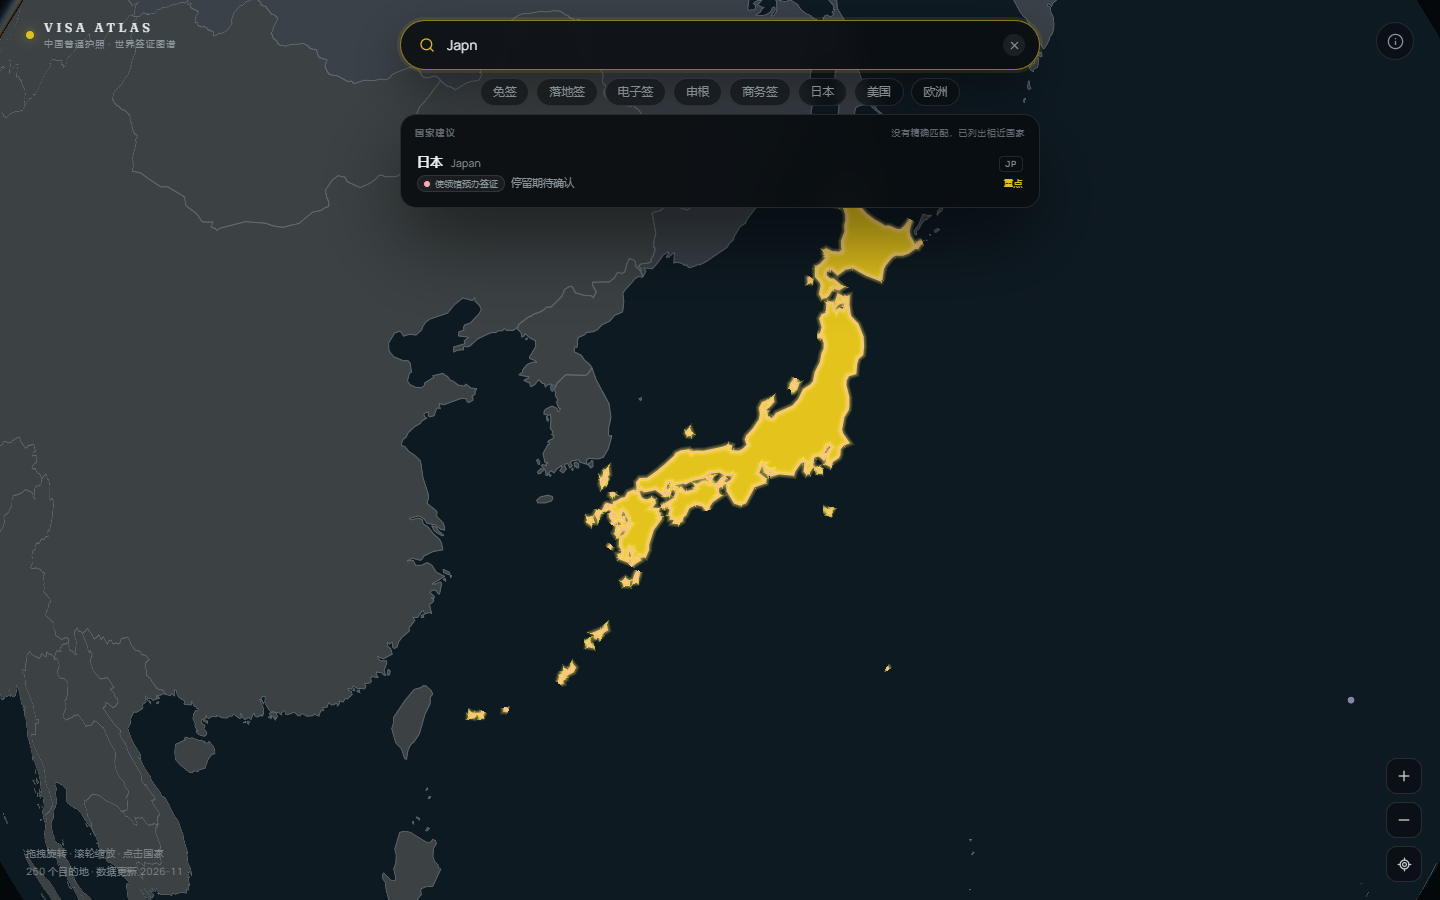 VISA ATLAS
中国普通护照 · 世界签证图谱
Japn
免签 落地签 电子签 申根 商务签 日本 美国 欧洲
国家建议 没有精确匹配，已列出相近国家
日本 Japan JP
使领馆预办签证 停留期待确认 重点
拖拽旋转 · 滚轮缩放 · 点击国家
250 个目的地 · 数据更新 2026-11